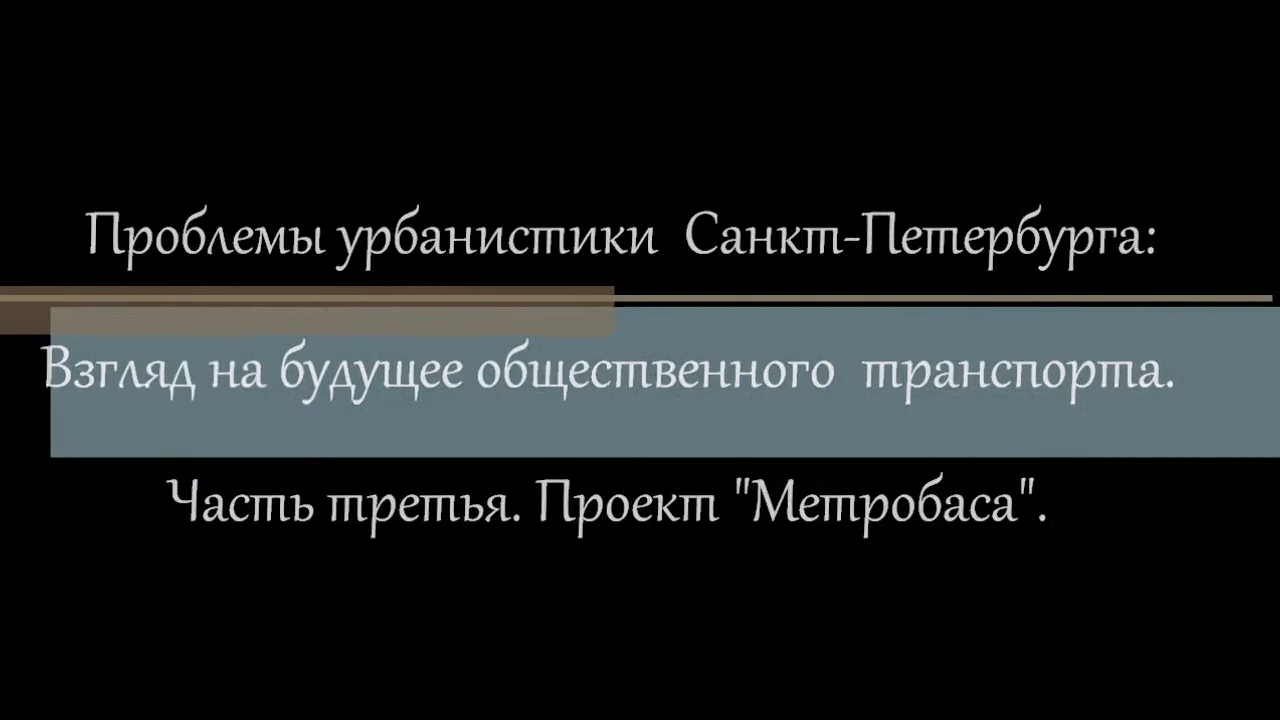 Проблемы урбанистики Санкт-Петербурга:
Взгляд на будущее общественного транспорта.
Часть третья. Проект "Метробаса".